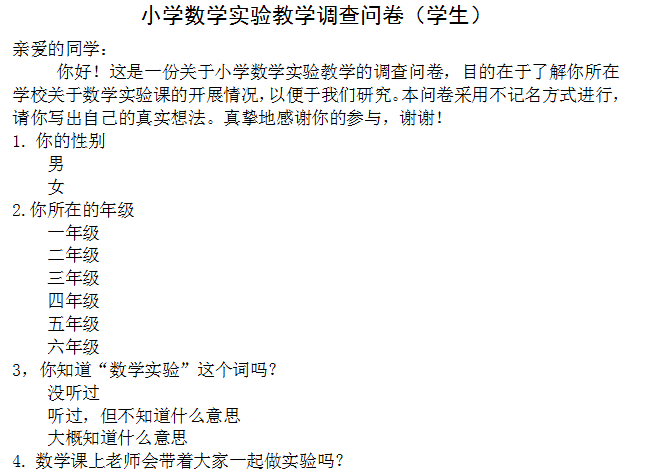 小学数学实验教学调查问卷（学生）
亲爱的同学：
你好！这是一份关于小学数学实验教学的调查问卷，目的在于了解你所在
学校关于数学实验课的开展情况，以便于我们研究。本问卷采用不记名方式进行，
请你写出自己的真实想法。真挚地感谢你的参与，谢谢！
1. 你的性别
男
女
2.你所在的年级
一年级
二年级
三年级
四年级
五年级
六年级
3，你知道“数学实验”这个词吗？
没听过
听过，但不知道什么意思
大概知道什么意思
4. 数学课上老师会带着大家一起做实验吗？